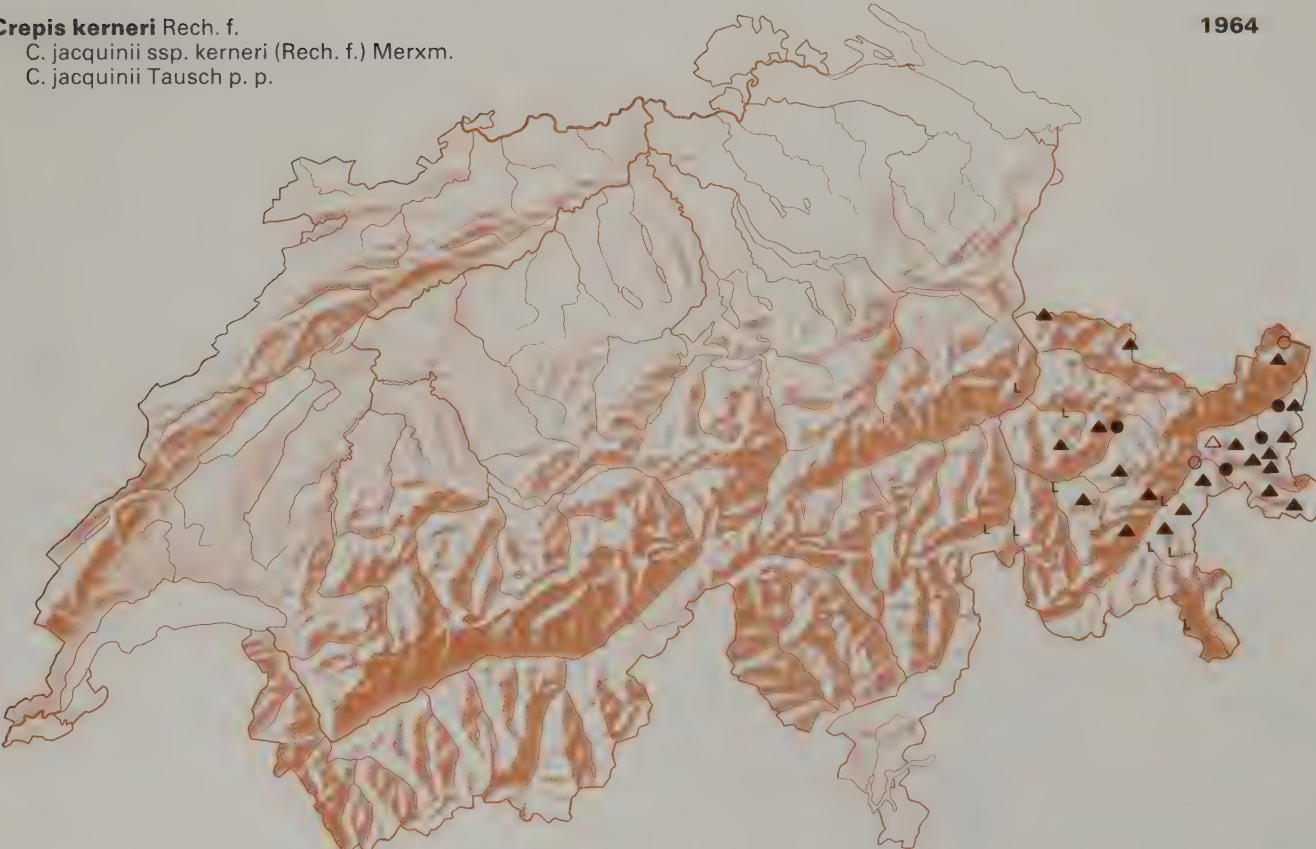 Crepis kerneri Rech. f.
C. jacquinii ssp. kerneri (Rech. f.) Merxm.
C. jacquinii Tausch p. p.
1964
L
L
L
L
L
L
L
L
L